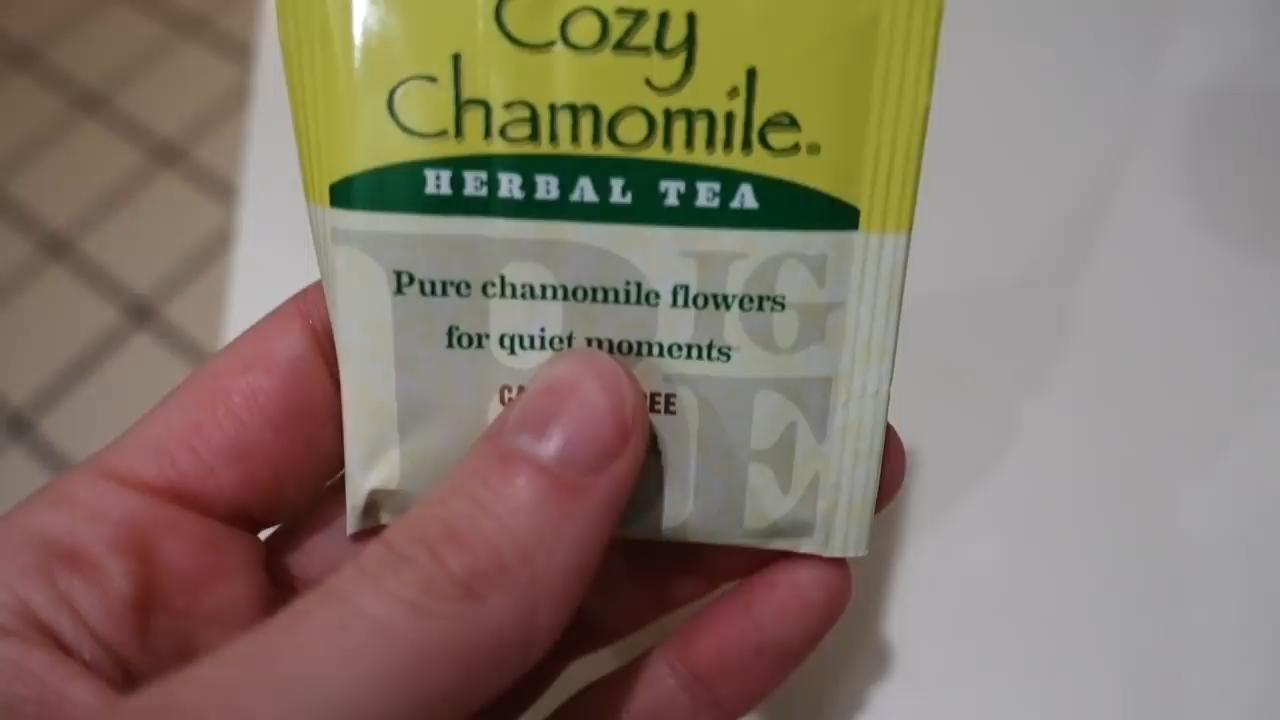 Cozy
Chamomile.
HERBAL TEA
Pure chamomile flowers
for quiet moments